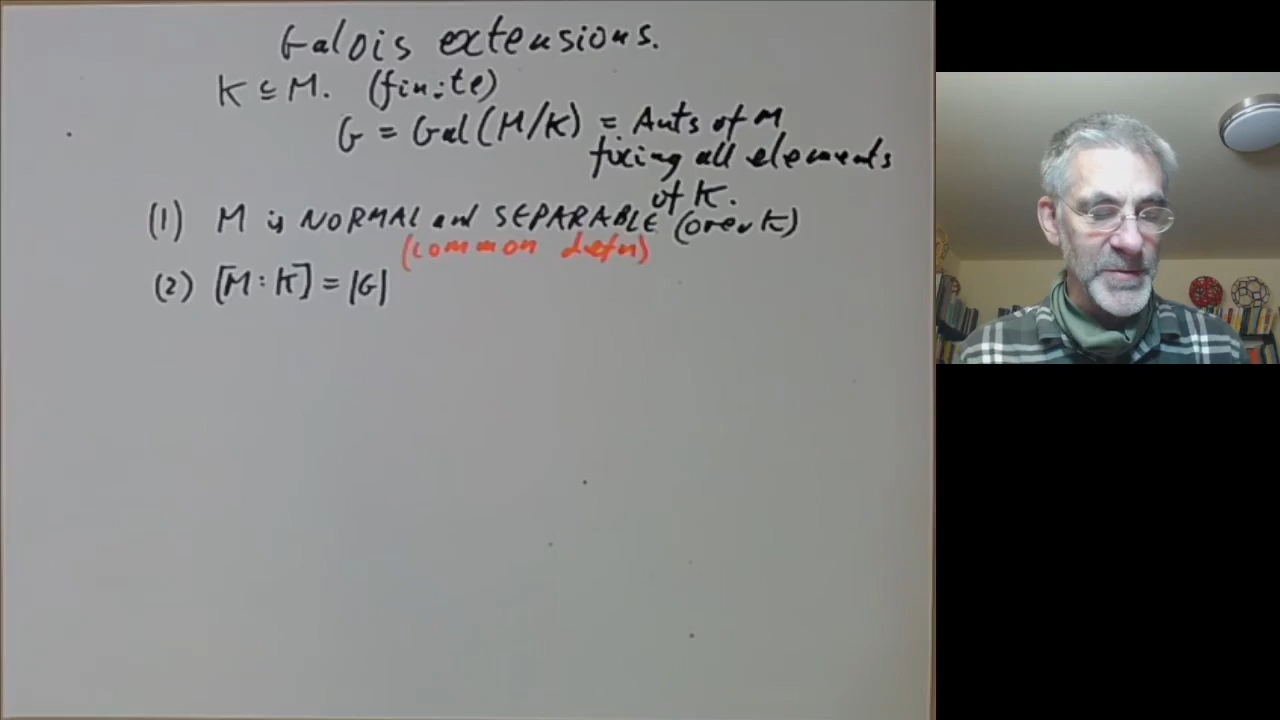 Galois extensions.
K ⊆ M. (finite)
G = Gal(M/K) = Auts of M
fixing all elements
of K.
(1) M is NORMAL and SEPARABLE (over K)
(common defn)
(2) [M : K] = |G|